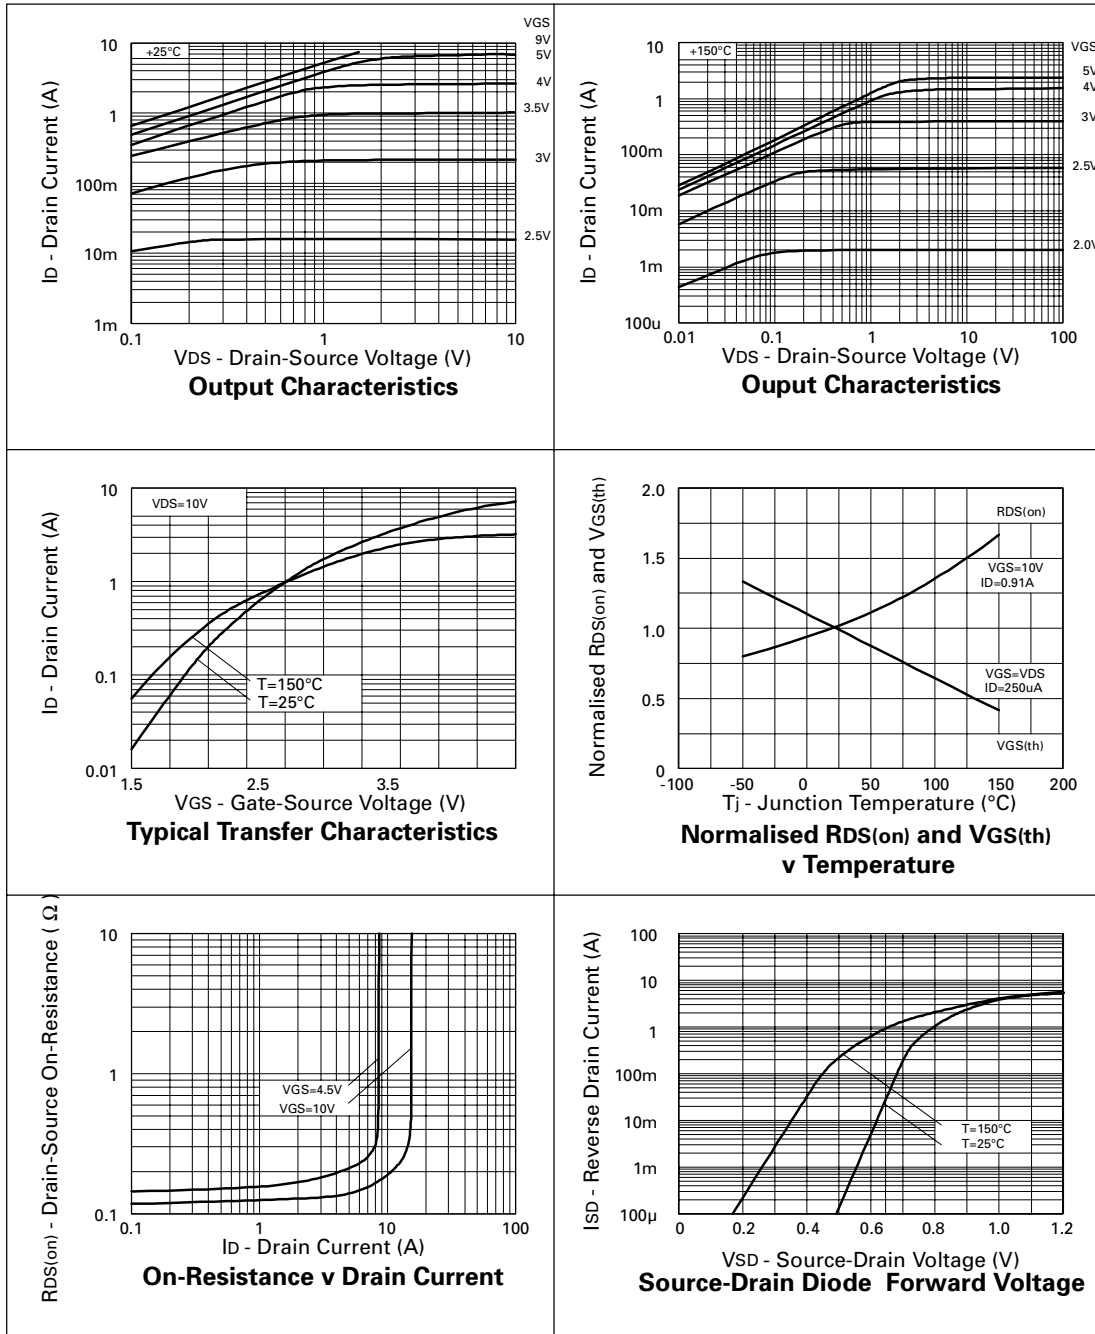 VGS
10
+25°C
9V
5V
4V
1
3.5V
100m
3V
10m
2.5V
1m
0.1
1
10
ID - Drain Current (A)
VDS - Drain-Source Voltage (V)
Output Characteristics
10
+150°C
VGS
5V
1
4V
3V
100m
2.5V
10m
2.0V
1m
100u
0.01
0.1
1
10
100
ID - Drain Current (A)
VDS - Drain-Source Voltage (V)
Ouput Characteristics
10
VDS=10V
1
0.1
T=150°C
T=25°C
0.01
1.5
2.5
3.5
ID - Drain Current (A)
VGS - Gate-Source Voltage (V)
Typical Transfer Characteristics
2.0
RDS(on)
1.5
VGS=10V
ID=0.91A
1.0
VGS=VDS
0.5
ID=250uA
VGS(th)
0
-100
-50
0
50
100
150
200
Normalised RDS(on) and VGS(th)
Tj - Junction Temperature (°C)
Normalised RDS(on) and VGS(th)
v Temperature
10
1
VGS=4.5V
VGS=10V
0.1
0.1
1
10
100
RDS(on) - Drain-Source On-Resistance (Ω)
ID - Drain Current (A)
On-Resistance v Drain Current
100
10
1
100m
10m
T=150°C
T=25°C
1m
100µ
0
0.2
0.4
0.6
0.8
1.0
1.2
ISD - Reverse Drain Current (A)
VSD - Source-Drain Voltage (V)
Source-Drain Diode Forward Voltage